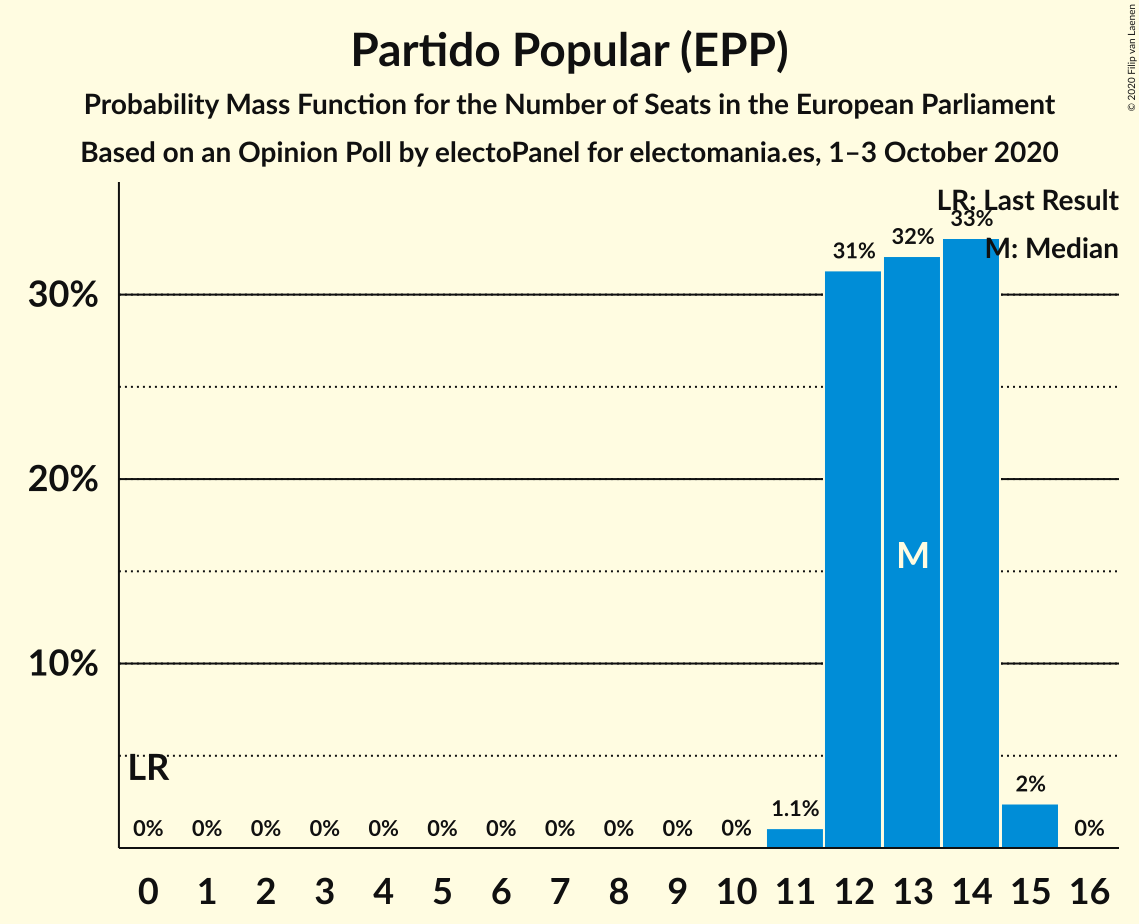 Partido Popular (EPP)
Probability Mass Function for the Number of Seats in the European Parliament
Based on an Opinion Poll by electoPanel for electomania.es, 1–3 October 2020
© 2020 Filip van Laenen
LR: Last Result
M: Median
33%
32%
31%
30%
20%
M
10%
LR
2%
1.1%
0% 0% 0% 0% 0% 0% 0% 0% 0% 0% 0% 0%
0 1 2 3 4 5 6 7 8 9 10 11 12 13 14 15 16